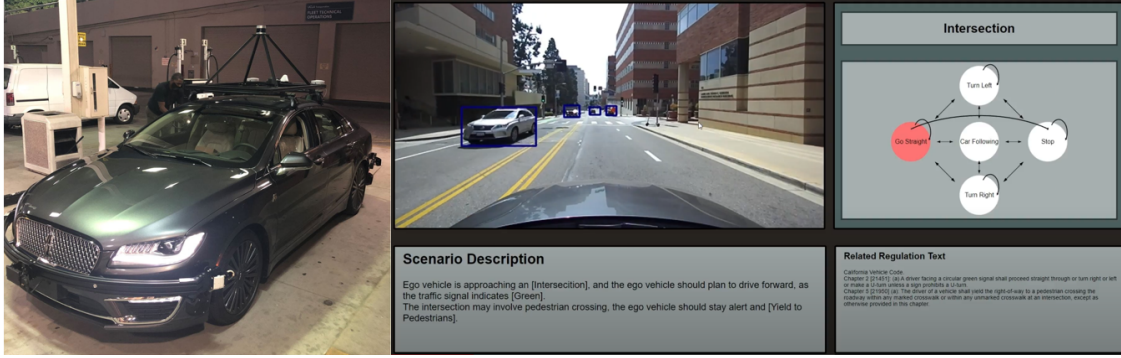 FLEET TECHNICAL
OPERATIONS
Intersection
Turn Left
Go Straight
Car Following
Stop
Turn Right
Scenario Description
Ego vehicle is approaching an [Intersecition], and the ego vehicle should plan to drive forward, as
the traffic signal indicates [Green].
The intersection may involve pedestrian crossing, the ego vehicle should stay alert and [Yield to
Pedestrians].
Related Regulation Text
California Vehicle Code.
Chapter 2 [21451]: (a) A driver facing a circular green signal shall proceed straight through or turn right or left
or make a U-turn unless a sign prohibits a U-turn.
Chapter 5 [21950] (a): The driver of a vehicle shall yield the right-of-way to a pedestrian crossing the
roadway within any marked crosswalk or within any unmarked crosswalk at an intersection, except as
otherwise provided in this chapter.